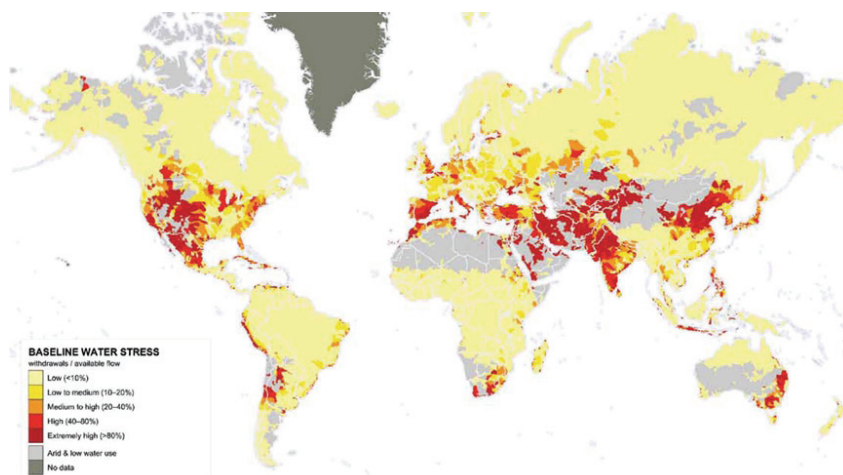 BASELINE WATER STRESS
withdrawals / available flow
Low (<10%)
Low to medium (10–20%)
Medium to high (20–40%)
High (40–80%)
Extremely high (>80%)
Arid & low water use
No data